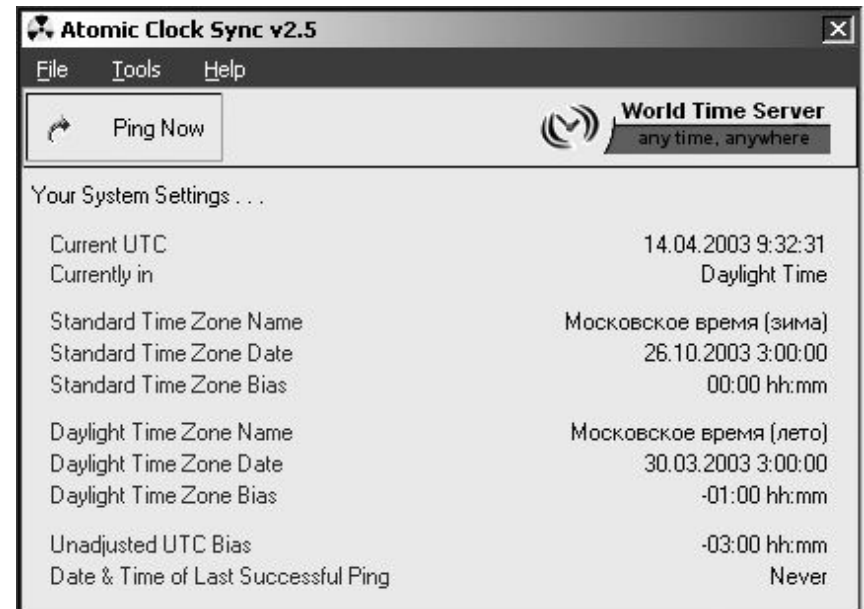 Atomic Clock Sync v2.5
File Tools Help
Ping Now
World Time Server
any time, anywhere
Your System Settings . . .
Current UTC 14.04.2003 9:32:31
Currently in Daylight Time
Standard Time Zone Name Московское время (зима)
Standard Time Zone Date 26.10.2003 3:00:00
Standard Time Zone Bias 00:00 hh:mm
Daylight Time Zone Name Московское время (лето)
Daylight Time Zone Date 30.03.2003 3:00:00
Daylight Time Zone Bias -01:00 hh:mm
Unadjusted UTC Bias -03:00 hh:mm
Date & Time of Last Successful Ping Never